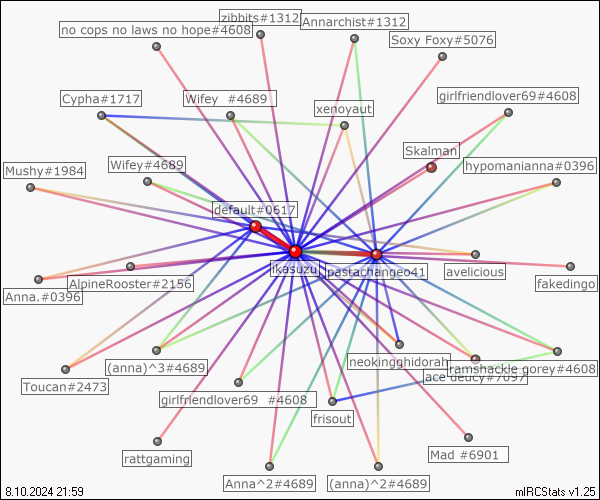 zibbits#1312
Annarchist#1312
no cops no laws no hope#4608
Soxy Foxy#5076
Cypha#1717
Wifey #4689
girlfriendlover69#4608
xenoyaut
Skalman
Mushy#1984
Wifey#4689
hypomanianna#0396
default#0617
ikasuzu
pastachangeo41
avelicious
fakedingo
Anna.#0396
AlpineRooster#2156
neokingghidorah
(anna)^3#4689
ramshackle gorey#4608
ace deucy#7097
Toucan#2473
girlfriendlover69 #4608
frisout
rattgaming
Mad #6901
Anna^2#4689
(anna)^2#4689
8.10.2024 21:59
mIRCStats v1.25